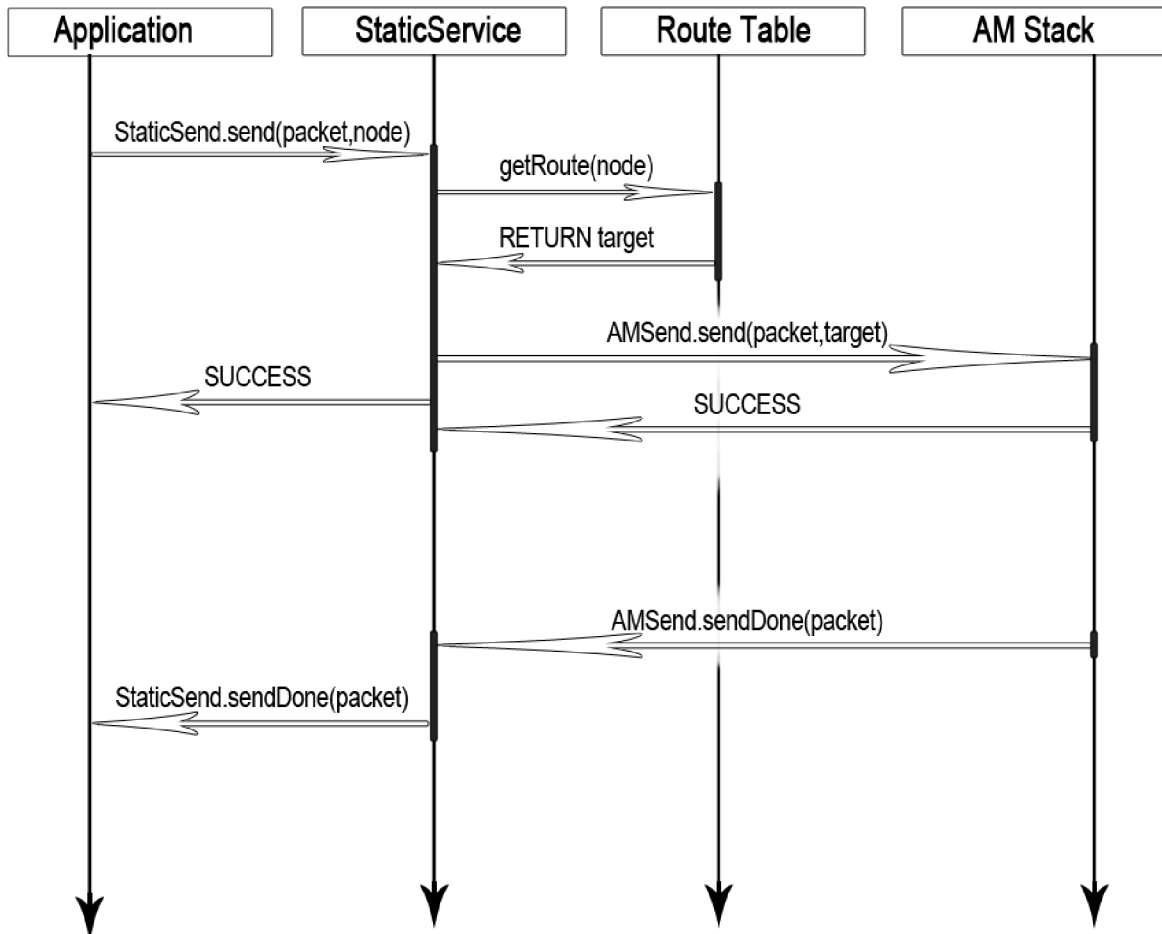 Application
StaticService
Route Table
AM Stack
StaticSend.send(packet,node)
getRoute(node)
RETURN target
AMSend.send(packet,target)
SUCCESS
SUCCESS
AMSend.sendDone(packet)
StaticSend.sendDone(packet)